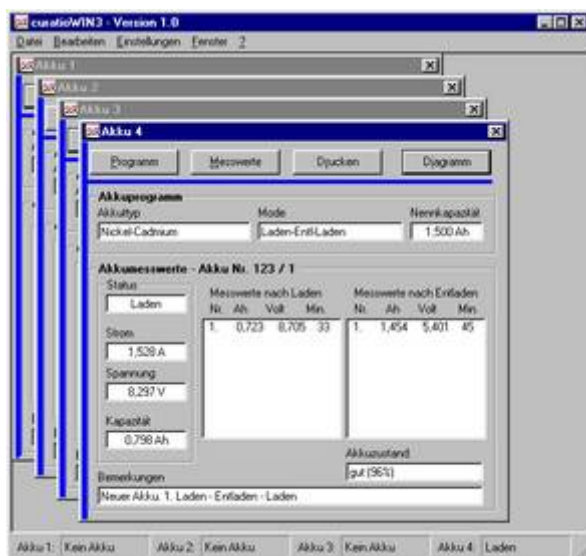 curatioWIN3 - Version 1.0
Datei Bearbeiten Einstellungen Fenster ?
Akku 1
Akku 2
Akku 3
Akku 4
Programm Messwerte Drucken Diagramm
Akkuprogramm
Akkutyp Mode Nennkapazität
Nickel-Cadmium Laden-Entl-Laden 1,500 Ah
Akkumesswerte - Akku Nr. 123 / 1
Status
Laden
Strom
1,528 A
Spannung
8,297 V
Kapazität
0,798 Ah
Messwerte nach Laden
Nr. Ah Volt Min.
1. 0,723 8,705 33
Messwerte nach Entladen
Nr. Ah Volt Min.
1. 1,454 5,401 45
Akkuzustand
gut (96%)
Bemerkungen
Neuer Akku. 1. Laden - Entladen - Laden
Akku 1: Kein Akku Akku 2: Kein Akku Akku 3: Kein Akku Akku 4: Laden